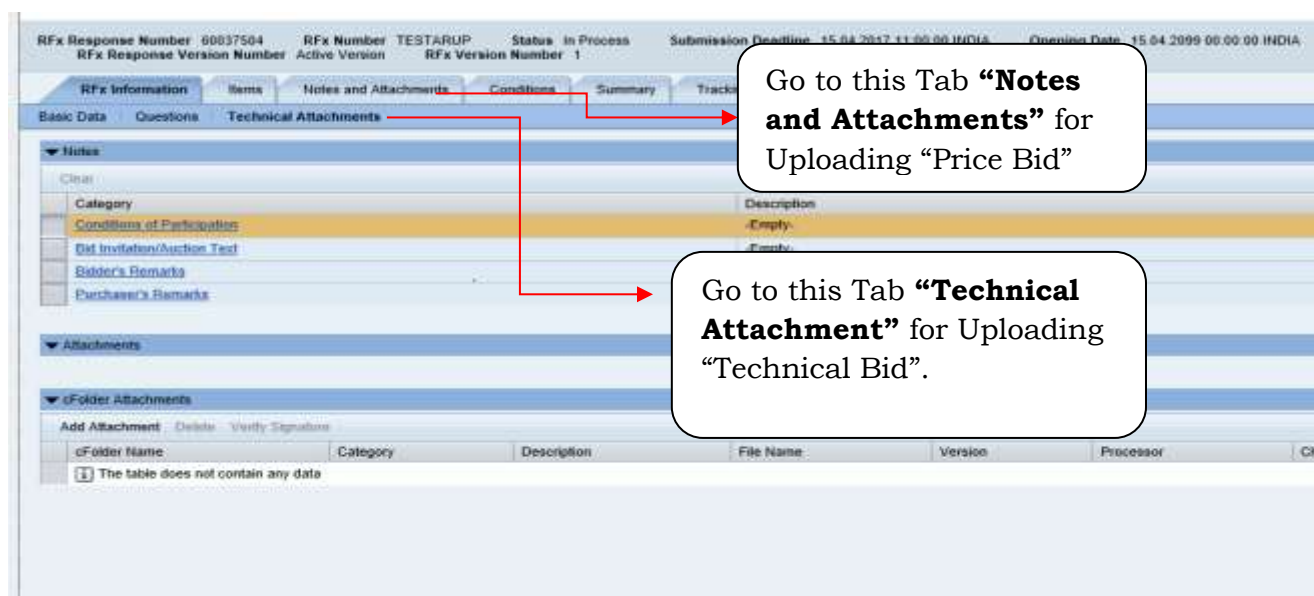 RFx Response Number 60037504 RFx Number TESTARUP Status In Process Submission Deadline 15.04.2017 11:00:00 INDIA Opening Date 15.04.2099 00:00:00 INDIA
RFx Response Version Number Active Version RFx Version Number 1
RFx Information Items Notes and Attachments Conditions Summary
Basic Data Questions Technical Attachments
Go to this Tab “Notes
and Attachments” for
Uploading “Price Bid”
Notes
Clear
Category Description
Conditions of Participation -Empty-
Bid Invitation/Auction Text -Empty-
Bidder's Remarks
Purchaser's Remarks
Go to this Tab “Technical
Attachment” for Uploading
“Technical Bid”.
Attachments
cFolder Attachments
Add Attachment Delete Verify Signature
cFolder Name Category Description File Name Version Processor
The table does not contain any data